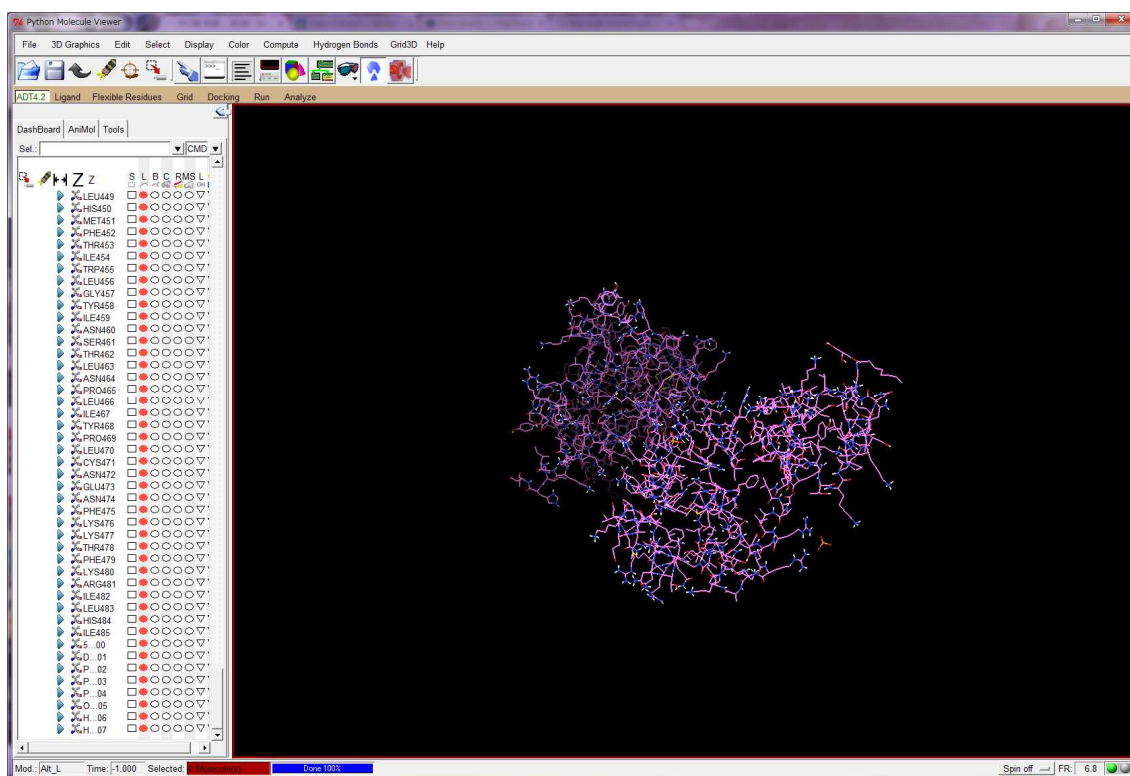 Python Molecule Viewer
File 3D Graphics Edit Select Display Color Compute Hydrogen Bonds Grid3D Help
ADT4.2 Ligand Flexible Residues Grid Docking Run Analyze
DashBoard AniMol Tools
Sel.: CMD
Z Z S L B C R MS L
LEU449
HIS450
MET451
PHE452
THR453
ILE454
TRP455
LEU456
GLY457
TYR458
ILE459
ASN460
SER461
THR462
LEU463
ASN464
PRO465
LEU466
ILE467
TYR468
PRO469
LEU470
CYS471
ASN472
GLU473
ASN474
PHE475
LYS476
LYS477
THR478
PHE479
LYS480
ARG481
ILE482
LEU483
HIS484
ILE485
5...00
D...01
P...02
P...03
P...04
O...05
H...06
H...07
Mod.: Alt_L Time: -1.000 Selected: 0 Molecule(s) Done 100% Spin off FR: 6.8